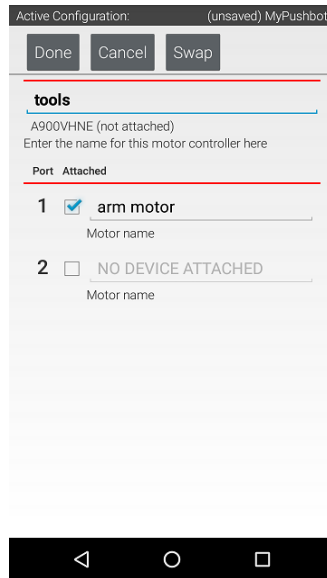 Active Configuration: (unsaved) MyPushbot
Done Cancel Swap
tools
A900VHNE (not attached)
Enter the name for this motor controller here
Port Attached
1 arm motor
Motor name
2 NO DEVICE ATTACHED
Motor name